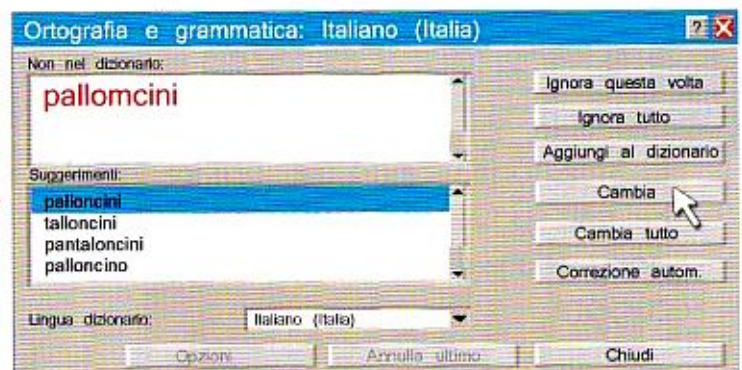 Ortografia e grammatica: Italiano (Italia)
Non nel dizionario:
pallomcini
Ignora questa volta
Ignora tutto
Aggiungi al dizionario
Suggerimenti:
palloncini
talloncini
pantaloncini
palloncino
Cambia
Cambia tutto
Correzione autom.
Lingua dizionario:
Italiano (Italia)
Opzioni
Annulla ultimo
Chiudi